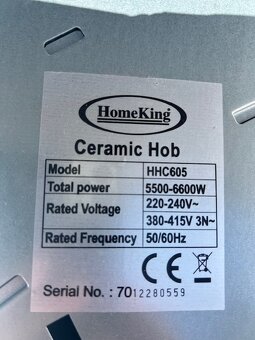 HomeKing
Ceramic Hob
Model HHC605
Total power 5500-6600W
Rated Voltage 220-240V~
380-415V 3N~
Rated Frequency 50/60Hz
CE
Serial No. : 7012280559